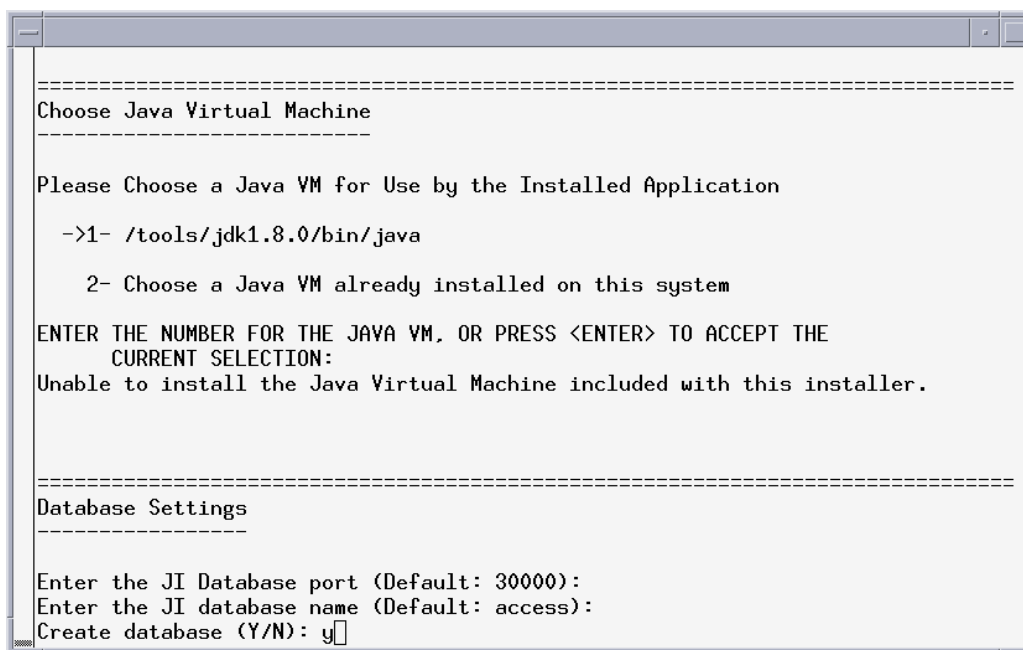 ==============================================================================
Choose Java Virtual Machine
---------------------------
Please Choose a Java VM for Use by the Installed Application
->1- /tools/jdk1.8.0/bin/java
2- Choose a Java VM already installed on this system
ENTER THE NUMBER FOR THE JAVA VM, OR PRESS <ENTER> TO ACCEPT THE
CURRENT SELECTION:
Unable to install the Java Virtual Machine included with this installer.
==============================================================================
Database Settings
-----------------
Enter the JI Database port (Default: 30000):
Enter the JI database name (Default: access):
Create database (Y/N): y